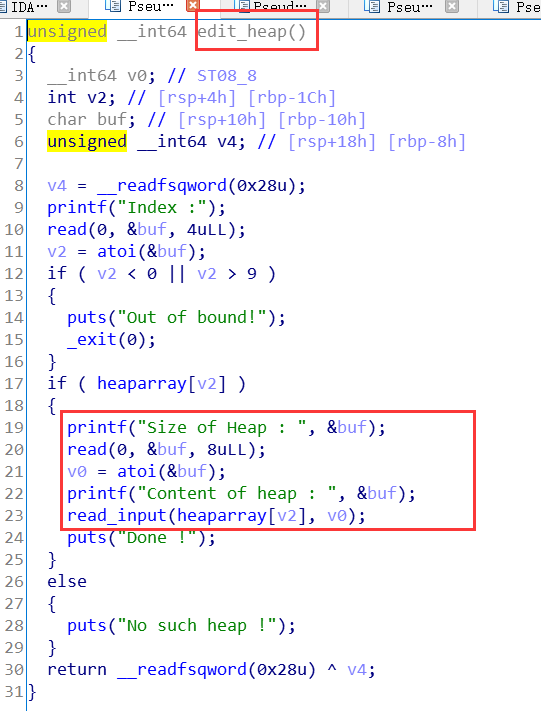 IDA…
Pseu…
Pseud…
Pseu…
Pse
1 unsigned __int64 edit_heap()
2 {
3   __int64 v0; // ST08_8
4   int v2; // [rsp+4h] [rbp-1Ch]
5   char buf; // [rsp+10h] [rbp-10h]
6   unsigned __int64 v4; // [rsp+18h] [rbp-8h]
7
8   v4 = __readfsqword(0x28u);
9   printf("Index :");
10   read(0, &buf, 4uLL);
11   v2 = atoi(&buf);
12   if ( v2 < 0 || v2 > 9 )
13   {
14     puts("Out of bound!");
15     _exit(0);
16   }
17   if ( heaparray[v2] )
18   {
19     printf("Size of Heap : ", &buf);
20     read(0, &buf, 8uLL);
21     v0 = atoi(&buf);
22     printf("Content of heap : ", &buf);
23     read_input(heaparray[v2], v0);
24     puts("Done !");
25   }
26   else
27   {
28     puts("No such heap !");
29   }
30   return __readfsqword(0x28u) ^ v4;
31 }